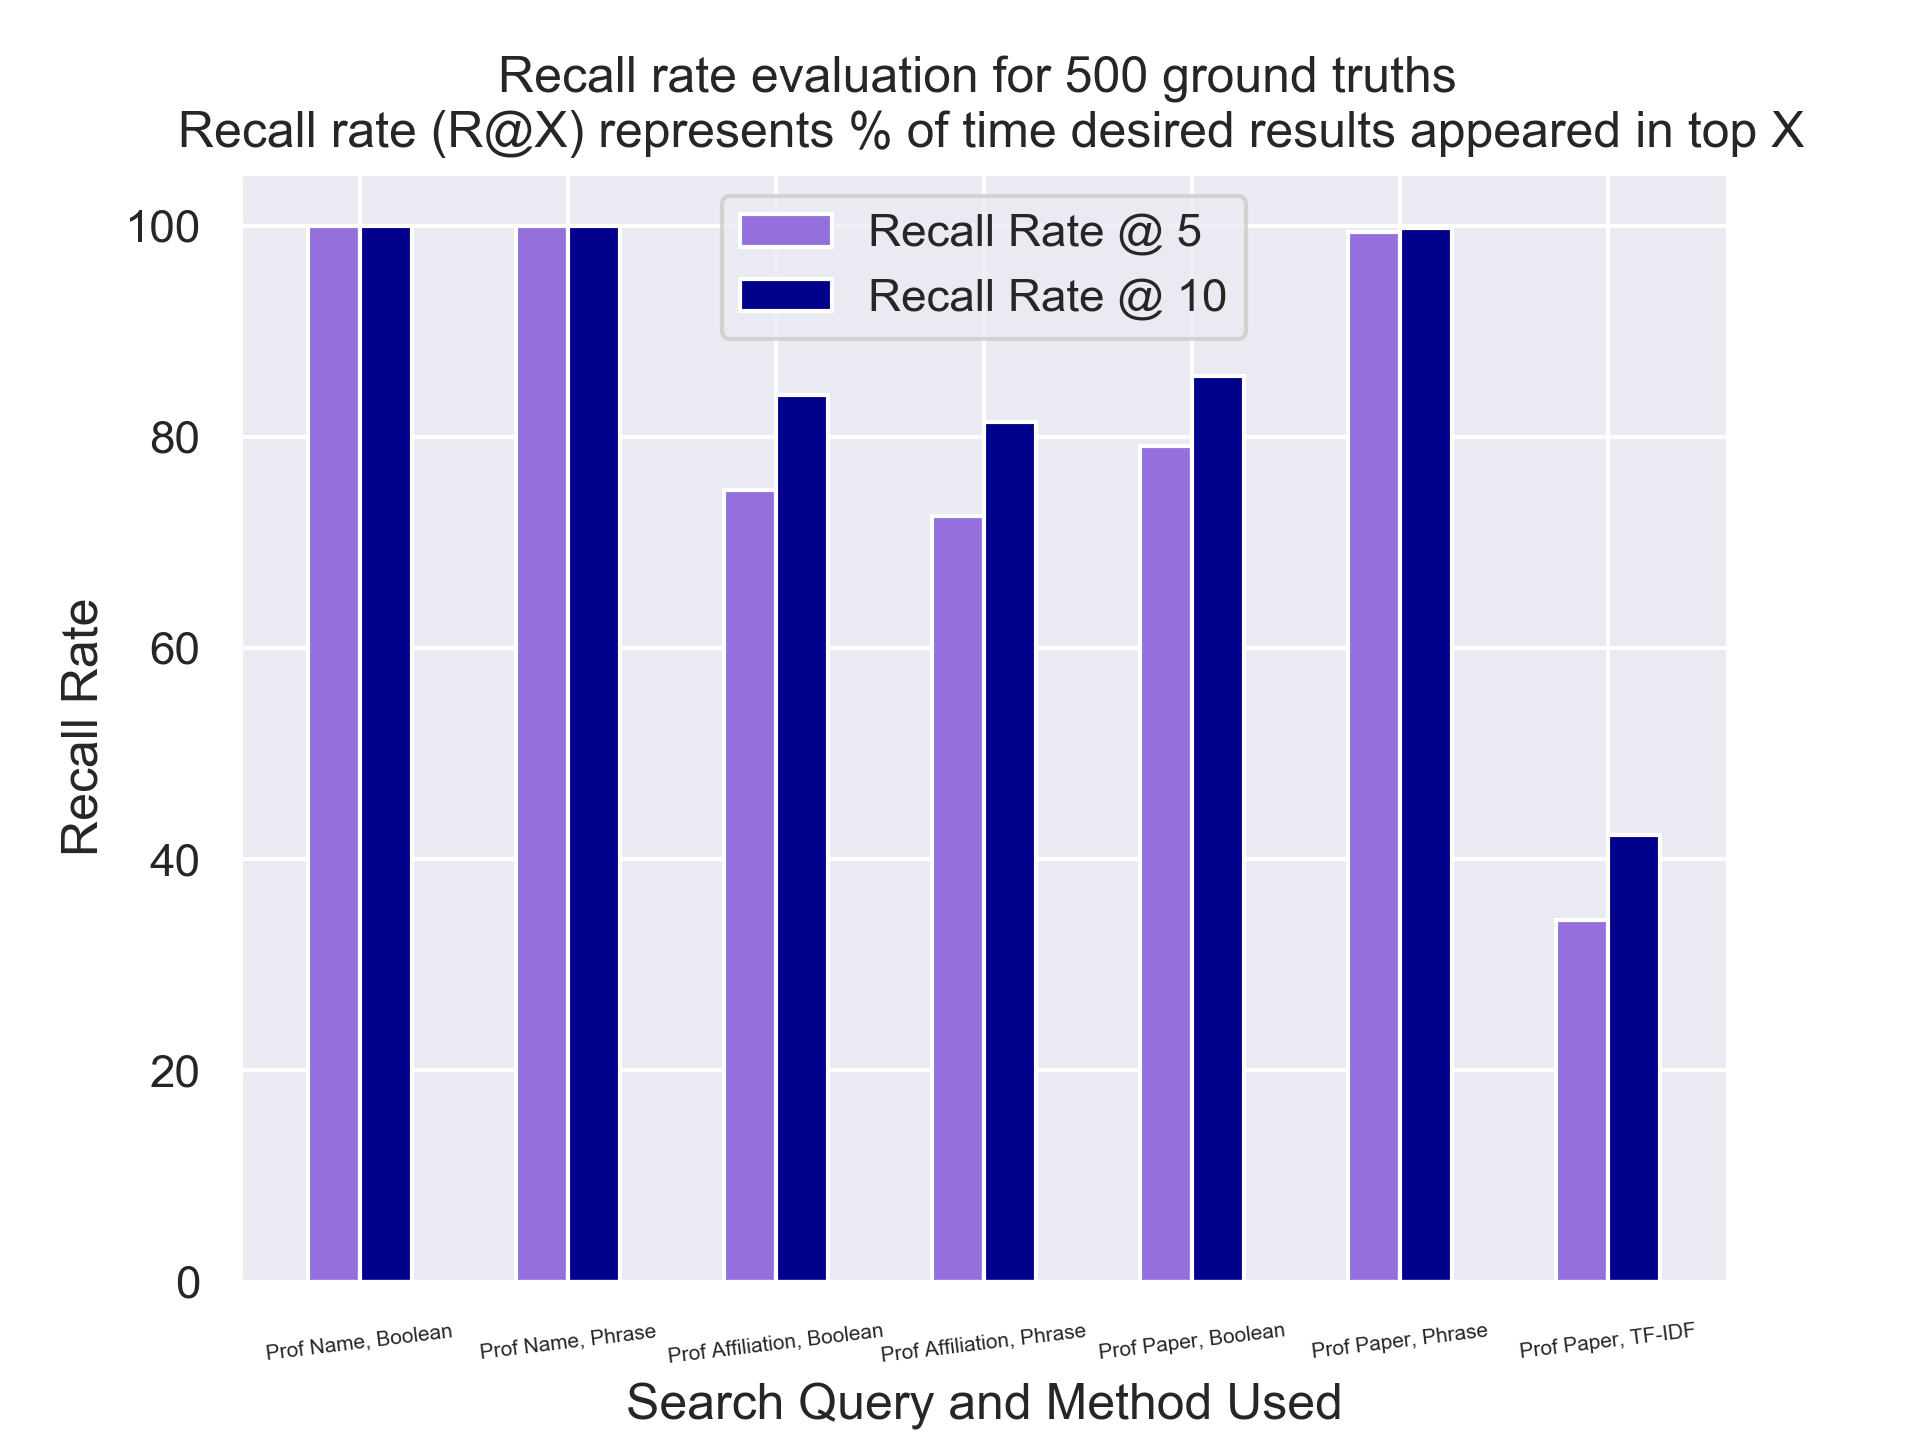 Recall rate evaluation for 500 ground truths
Recall rate (R@X) represents % of time desired results appeared in top X
Recall Rate @ 5
Recall Rate @ 10
100
80
60
40
20
0
Recall Rate
Prof Name, Boolean
Prof Name, Phrase
Prof Affiliation, Boolean
Prof Affiliation, Phrase
Prof Paper, Boolean
Prof Paper, Phrase
Prof Paper, TF-IDF
Search Query and Method Used